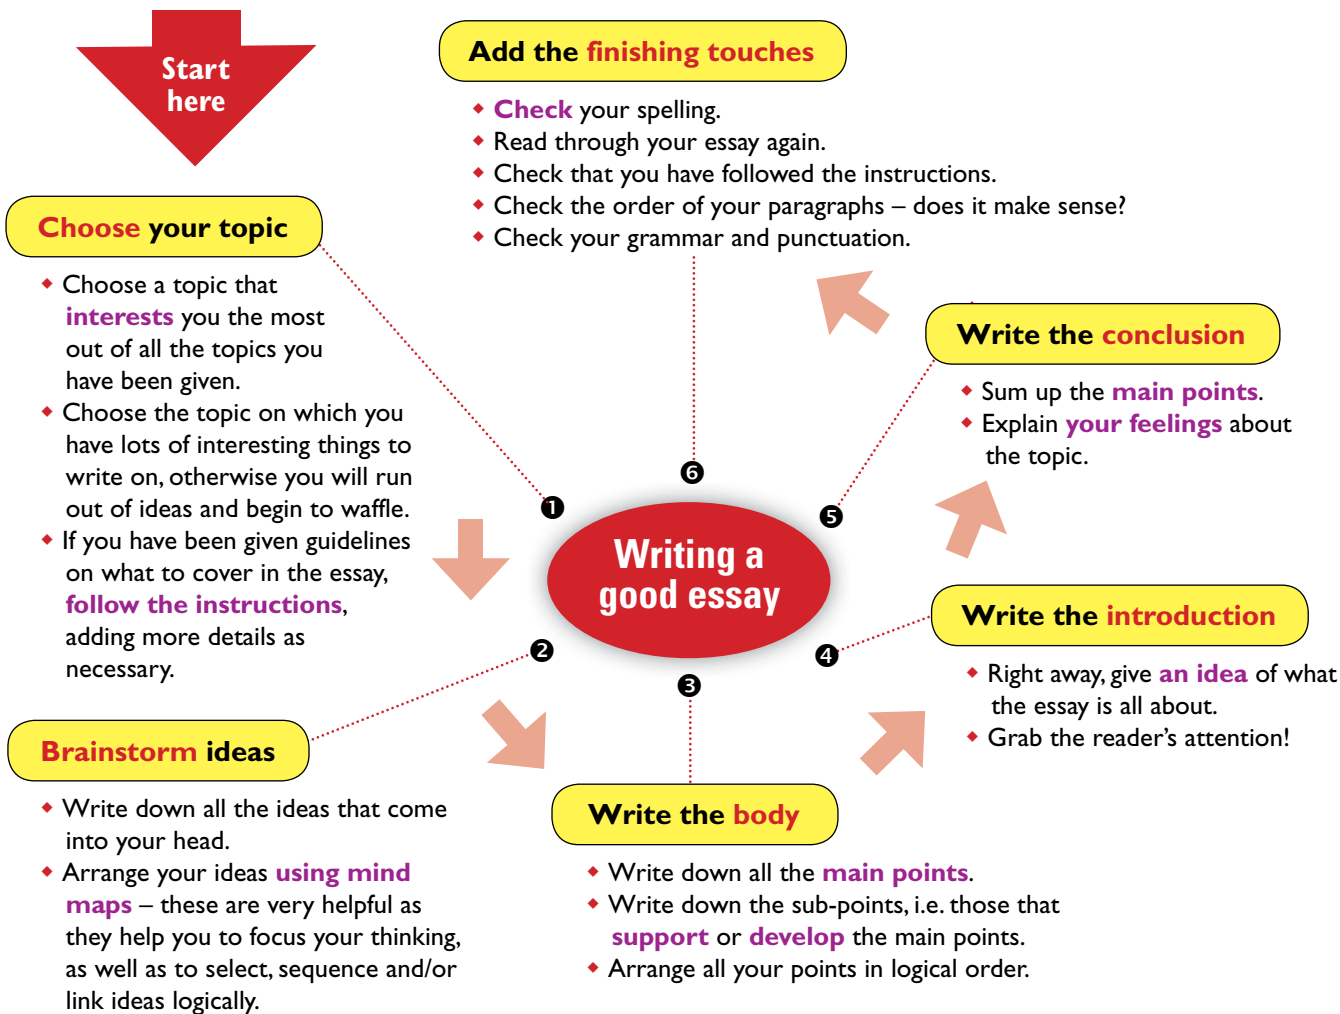 Start
here
Choose your topic
◆ Choose a topic that
interests you the most
out of all the topics you
have been given.
◆ Choose the topic on which you
have lots of interesting things to
write on, otherwise you will run
out of ideas and begin to waffle.
◆ If you have been given guidelines
on what to cover in the essay,
follow the instructions,
adding more details as
necessary.
Brainstorm ideas
◆ Write down all the ideas that come
into your head.
◆ Arrange your ideas using mind
maps – these are very helpful as
they help you to focus your thinking,
as well as to select, sequence and/or
link ideas logically.
Write the body
◆ Write down all the main points.
◆ Write down the sub-points, i.e. those that
support or develop the main points.
◆ Arrange all your points in logical order.
Write the introduction
◆ Right away, give an idea of what
the essay is all about.
◆ Grab the reader’s attention!
Write the conclusion
◆ Sum up the main points.
◆ Explain your feelings about
the topic.
Add the finishing touches
◆ Check your spelling.
◆ Read through your essay again.
◆ Check that you have followed the instructions.
◆ Check the order of your paragraphs – does it make sense?
◆ Check your grammar and punctuation.
Writing a
good essay
❶
❷
❸
❹
❺
❻